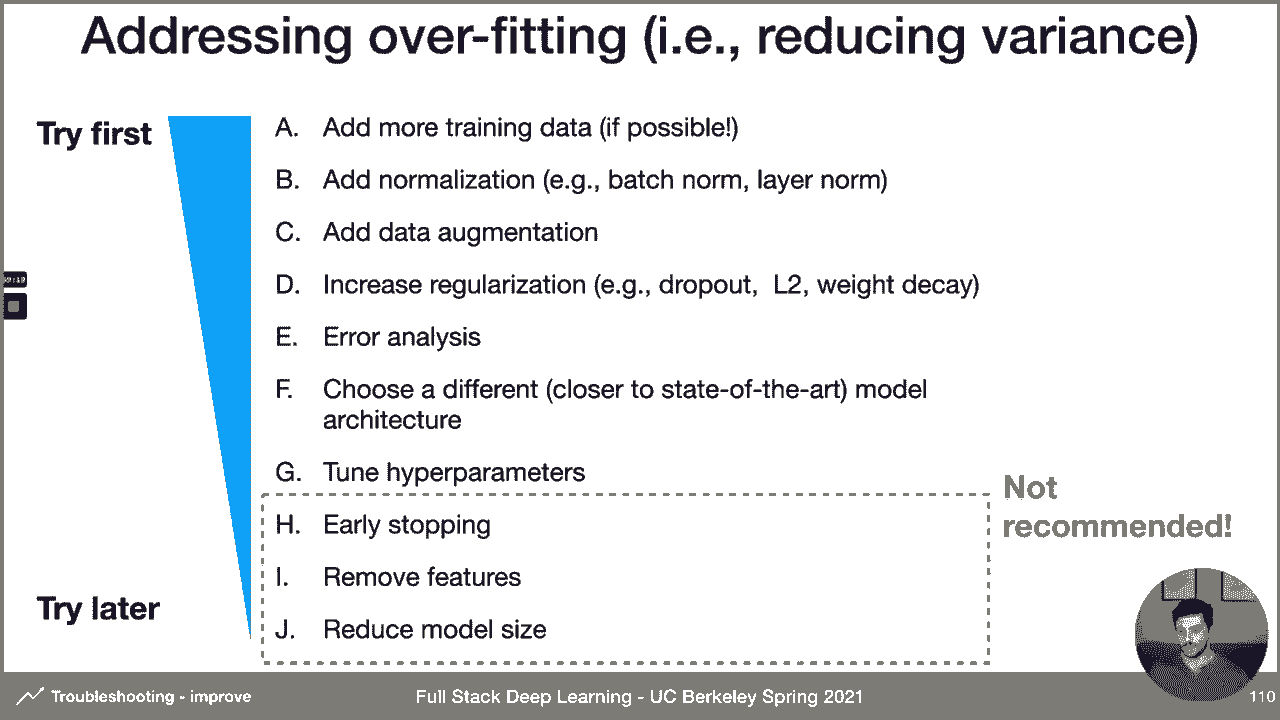 Addressing over-fitting (i.e., reducing variance)
Try first
A. Add more training data (if possible!)
B. Add normalization (e.g., batch norm, layer norm)
C. Add data augmentation
D. Increase regularization (e.g., dropout, L2, weight decay)
E. Error analysis
F. Choose a different (closer to state-of-the-art) model
architecture
G. Tune hyperparameters
Not
recommended!
H. Early stopping
I. Remove features
Try later
J. Reduce model size
Troubleshooting - improve
Full Stack Deep Learning - UC Berkeley Spring 2021
110